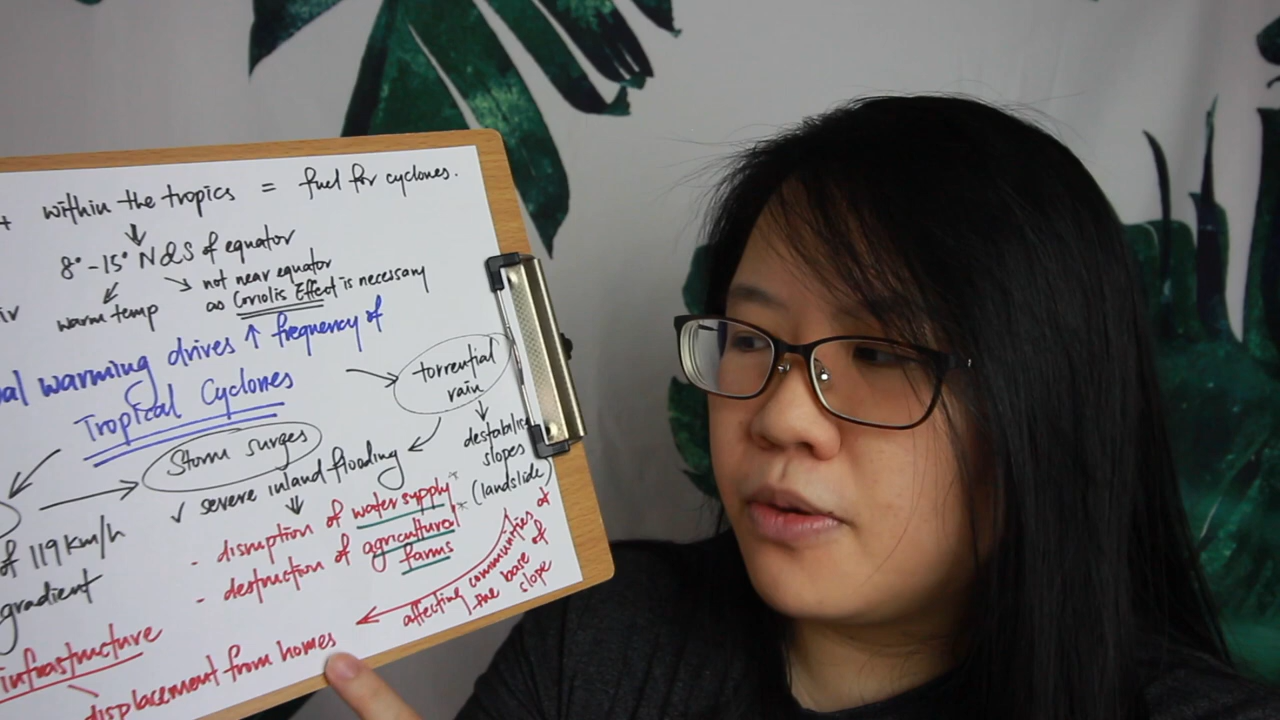 within the tropics = fuel for cyclones.
8° - 15° N & S of equator
warm temp
not near equator
as Coriolis Effect is necessary
warming drives ↑ frequency of
Tropical Cyclones
torrential
rain
Storm surges
severe inland flooding
destabilise
slopes
(landslide)
- disruption of water supply*
- destruction of agricultural*
farms
affecting communities at
the base of
slope
of 119 km/h
gradient
infrastructure
displacement from homes